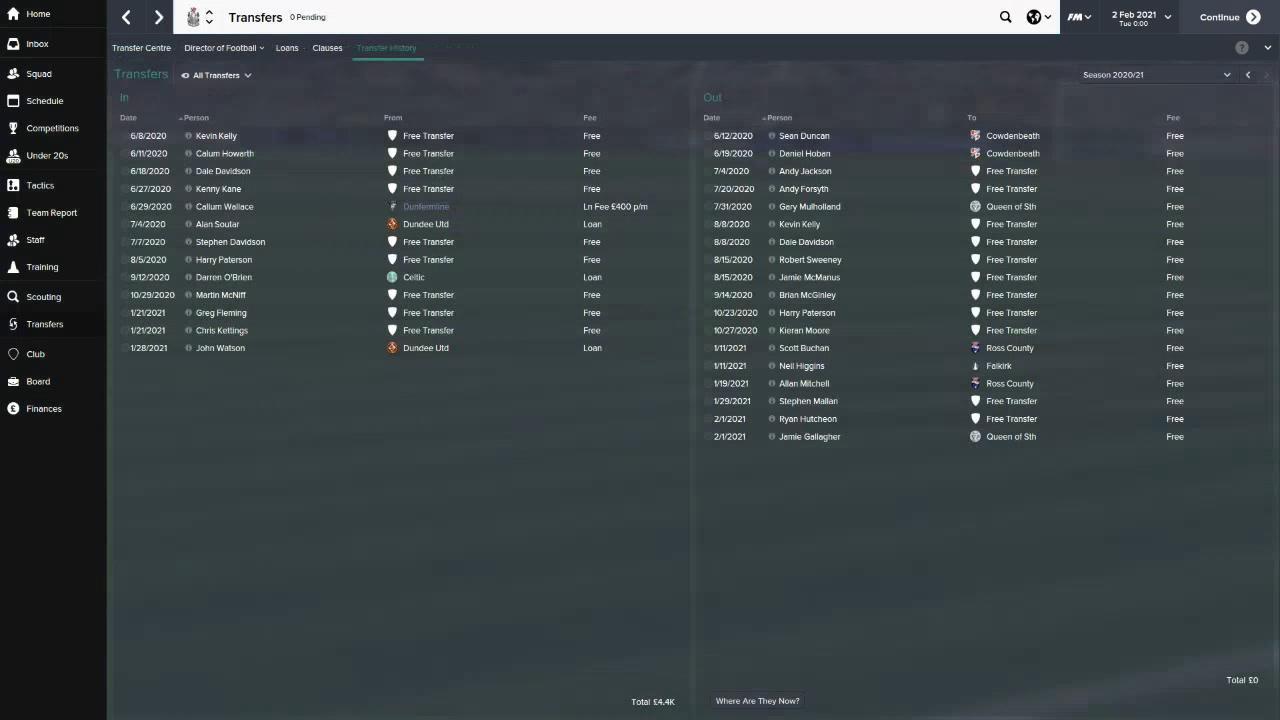 Home
Transfers
0 Pending
FM
2 Feb 2021
Tue 0:00
Continue
Inbox
Squad
Schedule
Competitions
Under 20s
Tactics
Team Report
Staff
Training
Scouting
Transfers
Club
Board
Finances
Transfer Centre Director of Football Loans Clauses Transfer History
Transfers All Transfers
Season 2020/21
In
Date Person From Fee
6/8/2020 Kevin Kelly Free Transfer Free
6/11/2020 Calum Howarth Free Transfer Free
6/18/2020 Dale Davidson Free Transfer Free
6/27/2020 Kenny Kane Free Transfer Free
6/29/2020 Callum Wallace Dunfermline Ln Fee £400 p/m
7/4/2020 Alan Soutar Dundee Utd Loan
7/7/2020 Stephen Davidson Free Transfer Free
8/5/2020 Harry Paterson Free Transfer Free
9/12/2020 Darren O'Brien Celtic Loan
10/29/2020 Martin McNiff Free Transfer Free
1/21/2021 Greg Fleming Free Transfer Free
1/21/2021 Chris Kettings Free Transfer Free
1/28/2021 John Watson Dundee Utd Loan
Total £4.4K
Out
Date Person To Fee
6/12/2020 Sean Duncan Cowdenbeath Free
6/19/2020 Daniel Hoban Cowdenbeath Free
7/4/2020 Andy Jackson Free Transfer Free
7/20/2020 Andy Forsyth Free Transfer Free
7/31/2020 Gary Mulholland Queen of Sth Free
8/8/2020 Kevin Kelly Free Transfer Free
8/8/2020 Dale Davidson Free Transfer Free
8/15/2020 Robert Sweeney Free Transfer Free
8/15/2020 Jamie McManus Free Transfer Free
9/14/2020 Brian McGinley Free Transfer Free
10/23/2020 Harry Paterson Free Transfer Free
10/27/2020 Kieran Moore Free Transfer Free
1/11/2021 Scott Buchan Ross County Free
1/11/2021 Neil Higgins Falkirk Free
1/19/2021 Allan Mitchell Ross County Free
1/29/2021 Stephen Mallan Free Transfer Free
2/1/2021 Ryan Hutcheon Free Transfer Free
2/1/2021 Jamie Gallagher Queen of Sth Free
Total £0
Where Are They Now?